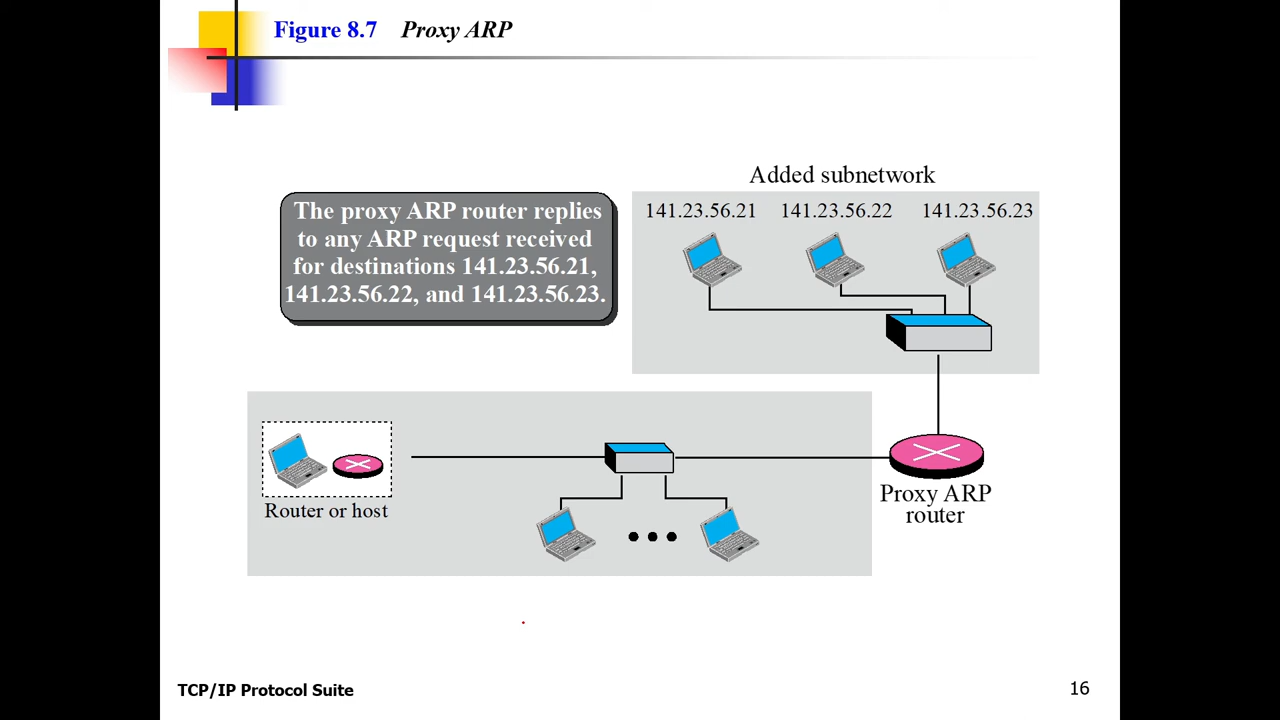 Figure 8.7 Proxy ARP
Added subnetwork
141.23.56.21 141.23.56.22 141.23.56.23
The proxy ARP router replies
to any ARP request received
for destinations 141.23.56.21,
141.23.56.22, and 141.23.56.23.
Router or host
Proxy ARP
router
TCP/IP Protocol Suite
16